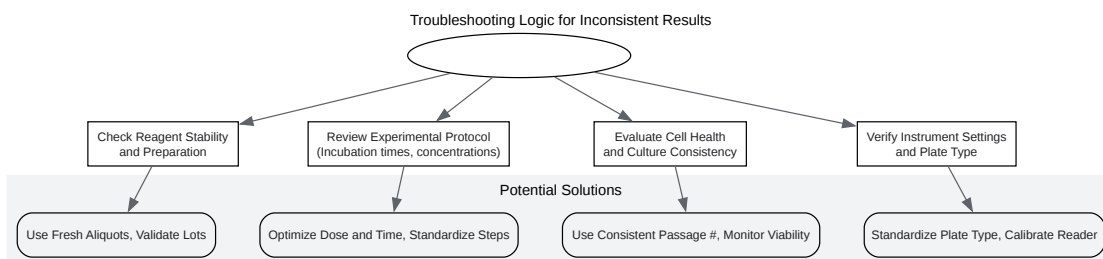 Troubleshooting Logic for Inconsistent Results
Check Reagent Stability
and Preparation
Review Experimental Protocol
(Incubation times, concentrations)
Evaluate Cell Health
and Culture Consistency
Verify Instrument Settings
and Plate Type
Potential Solutions
Use Fresh Aliquots, Validate Lots
Optimize Dose and Time, Standardize Steps
Use Consistent Passage #, Monitor Viability
Standardize Plate Type, Calibrate Reader